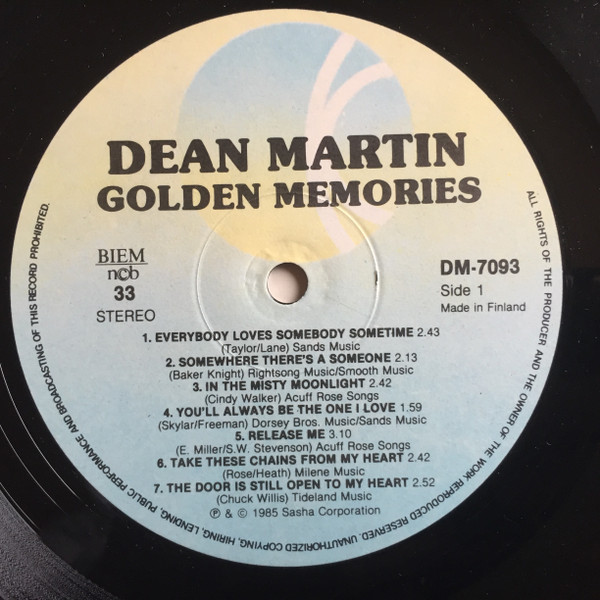 DEAN MARTIN
GOLDEN MEMORIES
BIEM
ncb
33
STEREO
DM-7093
Side 1
Made in Finland
1. EVERYBODY LOVES SOMEBODY SOMETIME 2.43
(Taylor/Lane) Sands Music
2. SOMEWHERE THERE'S A SOMEONE 2.13
(Baker Knight) Rightsong Music/Smooth Music
3. IN THE MISTY MOONLIGHT 2.42
(Cindy Walker) Acuff Rose Songs
4. YOU'LL ALWAYS BE THE ONE I LOVE 1.59
(Skylar/Freeman) Dorsey Bros. Music/Sands Music
5. RELEASE ME 3.10
(E. Miller/S.W. Stevenson) Acuff Rose Songs
6. TAKE THESE CHAINS FROM MY HEART 2.42
(Rose/Heath) Milene Music
7. THE DOOR IS STILL OPEN TO MY HEART 2.52
(Chuck Willis) Tideland Music
℗ & © 1985 Sasha Corporation
ALL RIGHTS OF THE PRODUCER AND THE OWNER OF THE WORK REPRODUCED RESERVED. UNAUTHORIZED COPYING, HIRING, LENDING, PUBLIC PERFORMANCE AND BROADCASTING OF THIS RECORD PROHIBITED.